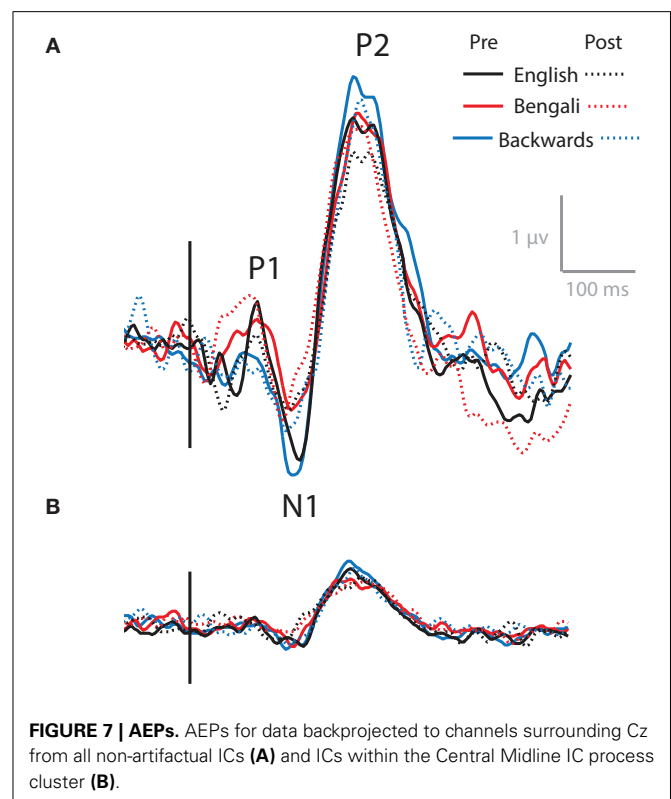 A
P2
Pre Post
English
Bengali
Backwards
1 μv
100 ms
P1
N1
B
FIGURE 7 | AEPs. AEPs for data backprojected to channels surrounding Cz
from all non-artifactual ICs (A) and ICs within the Central Midline IC process
cluster (B).